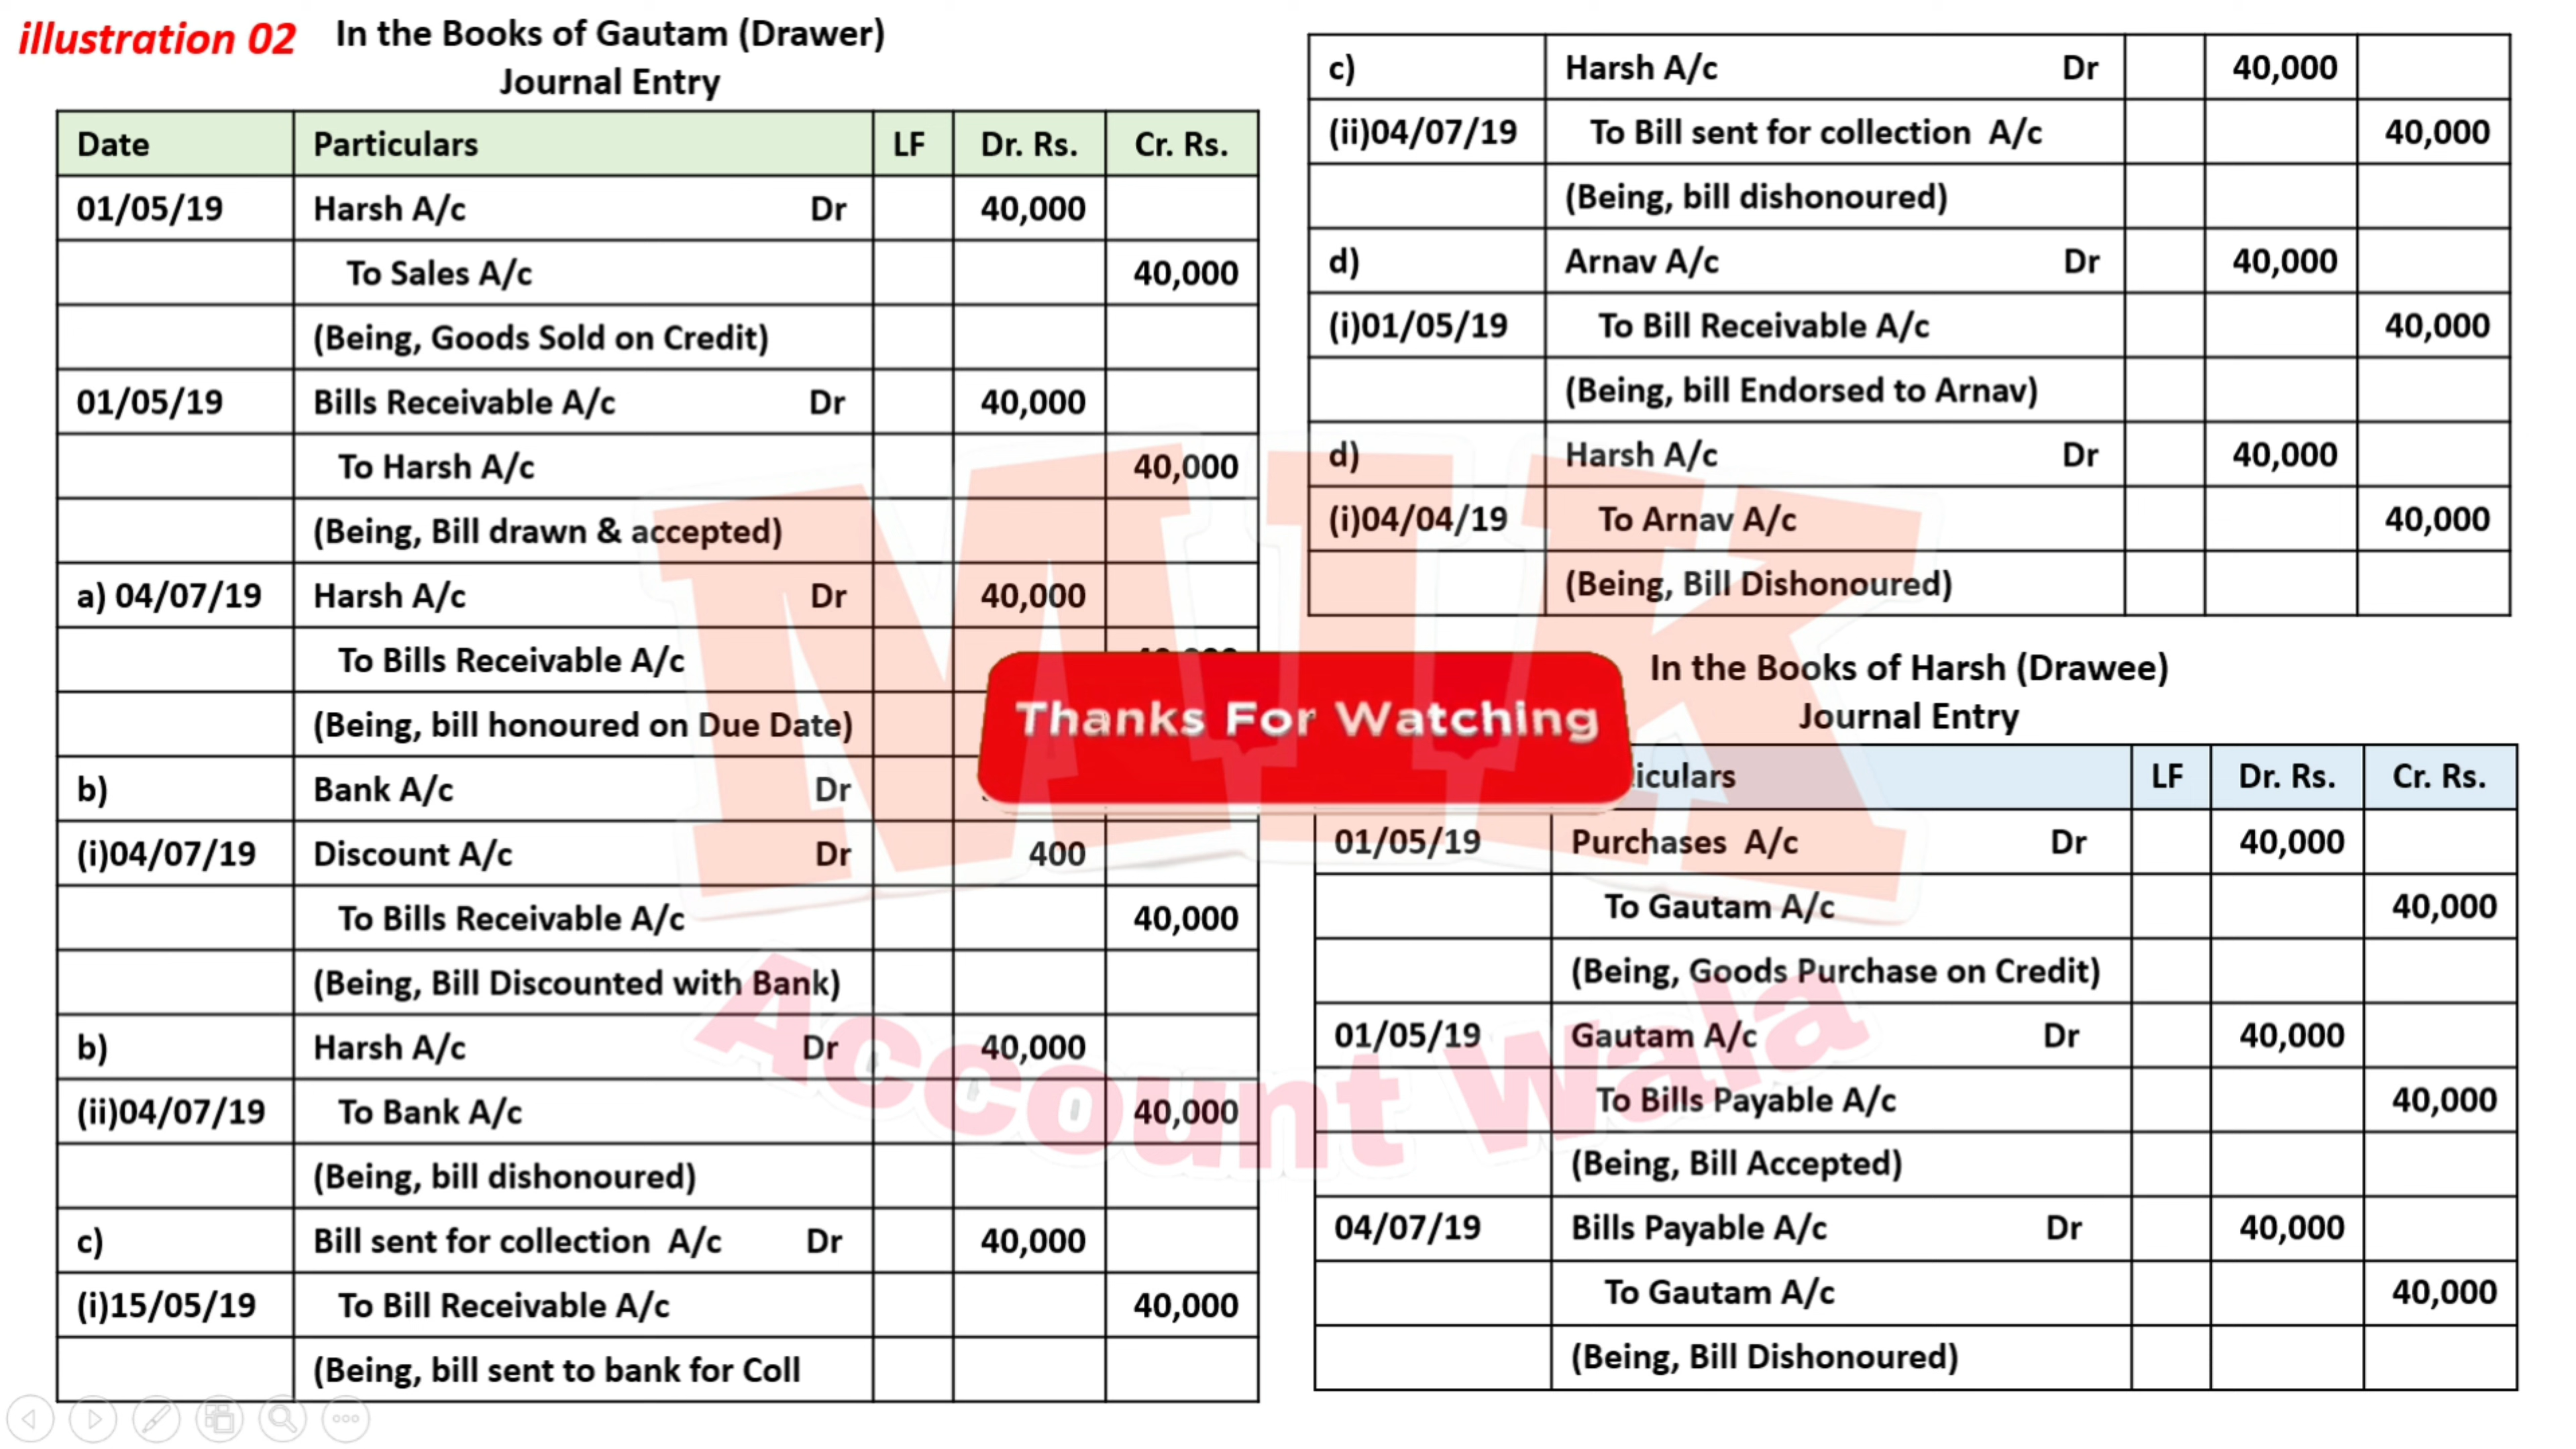 illustration 02
In the Books of Gautam (Drawer)
Journal Entry
Date Particulars LF Dr. Rs. Cr. Rs.
01/05/19 Harsh A/c Dr 40,000
To Sales A/c 40,000
(Being, Goods Sold on Credit)
01/05/19 Bills Receivable A/c Dr 40,000
To Harsh A/c 40,000
(Being, Bill drawn & accepted)
a) 04/07/19 Harsh A/c Dr 40,000
To Bills Receivable A/c
(Being, bill honoured on Due Date)
b) Bank A/c Dr
(i)04/07/19 Discount A/c Dr 400
To Bills Receivable A/c 40,000
(Being, Bill Discounted with Bank)
b) Harsh A/c Dr 40,000
(ii)04/07/19 To Bank A/c 40,000
(Being, bill dishonoured)
c) Bill sent for collection A/c Dr 40,000
(i)15/05/19 To Bill Receivable A/c 40,000
(Being, bill sent to bank for Coll
c) Harsh A/c Dr 40,000
(ii)04/07/19 To Bill sent for collection A/c 40,000
(Being, bill dishonoured)
d) Arnav A/c Dr 40,000
(i)01/05/19 To Bill Receivable A/c 40,000
(Being, bill Endorsed to Arnav)
d) Harsh A/c Dr 40,000
(i)04/04/19 To Arnav A/c 40,000
(Being, Bill Dishonoured)
In the Books of Harsh (Drawee)
Journal Entry
iculars LF Dr. Rs. Cr. Rs.
01/05/19 Purchases A/c Dr 40,000
To Gautam A/c 40,000
(Being, Goods Purchase on Credit)
01/05/19 Gautam A/c Dr 40,000
To Bills Payable A/c 40,000
(Being, Bill Accepted)
04/07/19 Bills Payable A/c Dr 40,000
To Gautam A/c 40,000
(Being, Bill Dishonoured)
Thanks For Watching
MIK
Account Wala